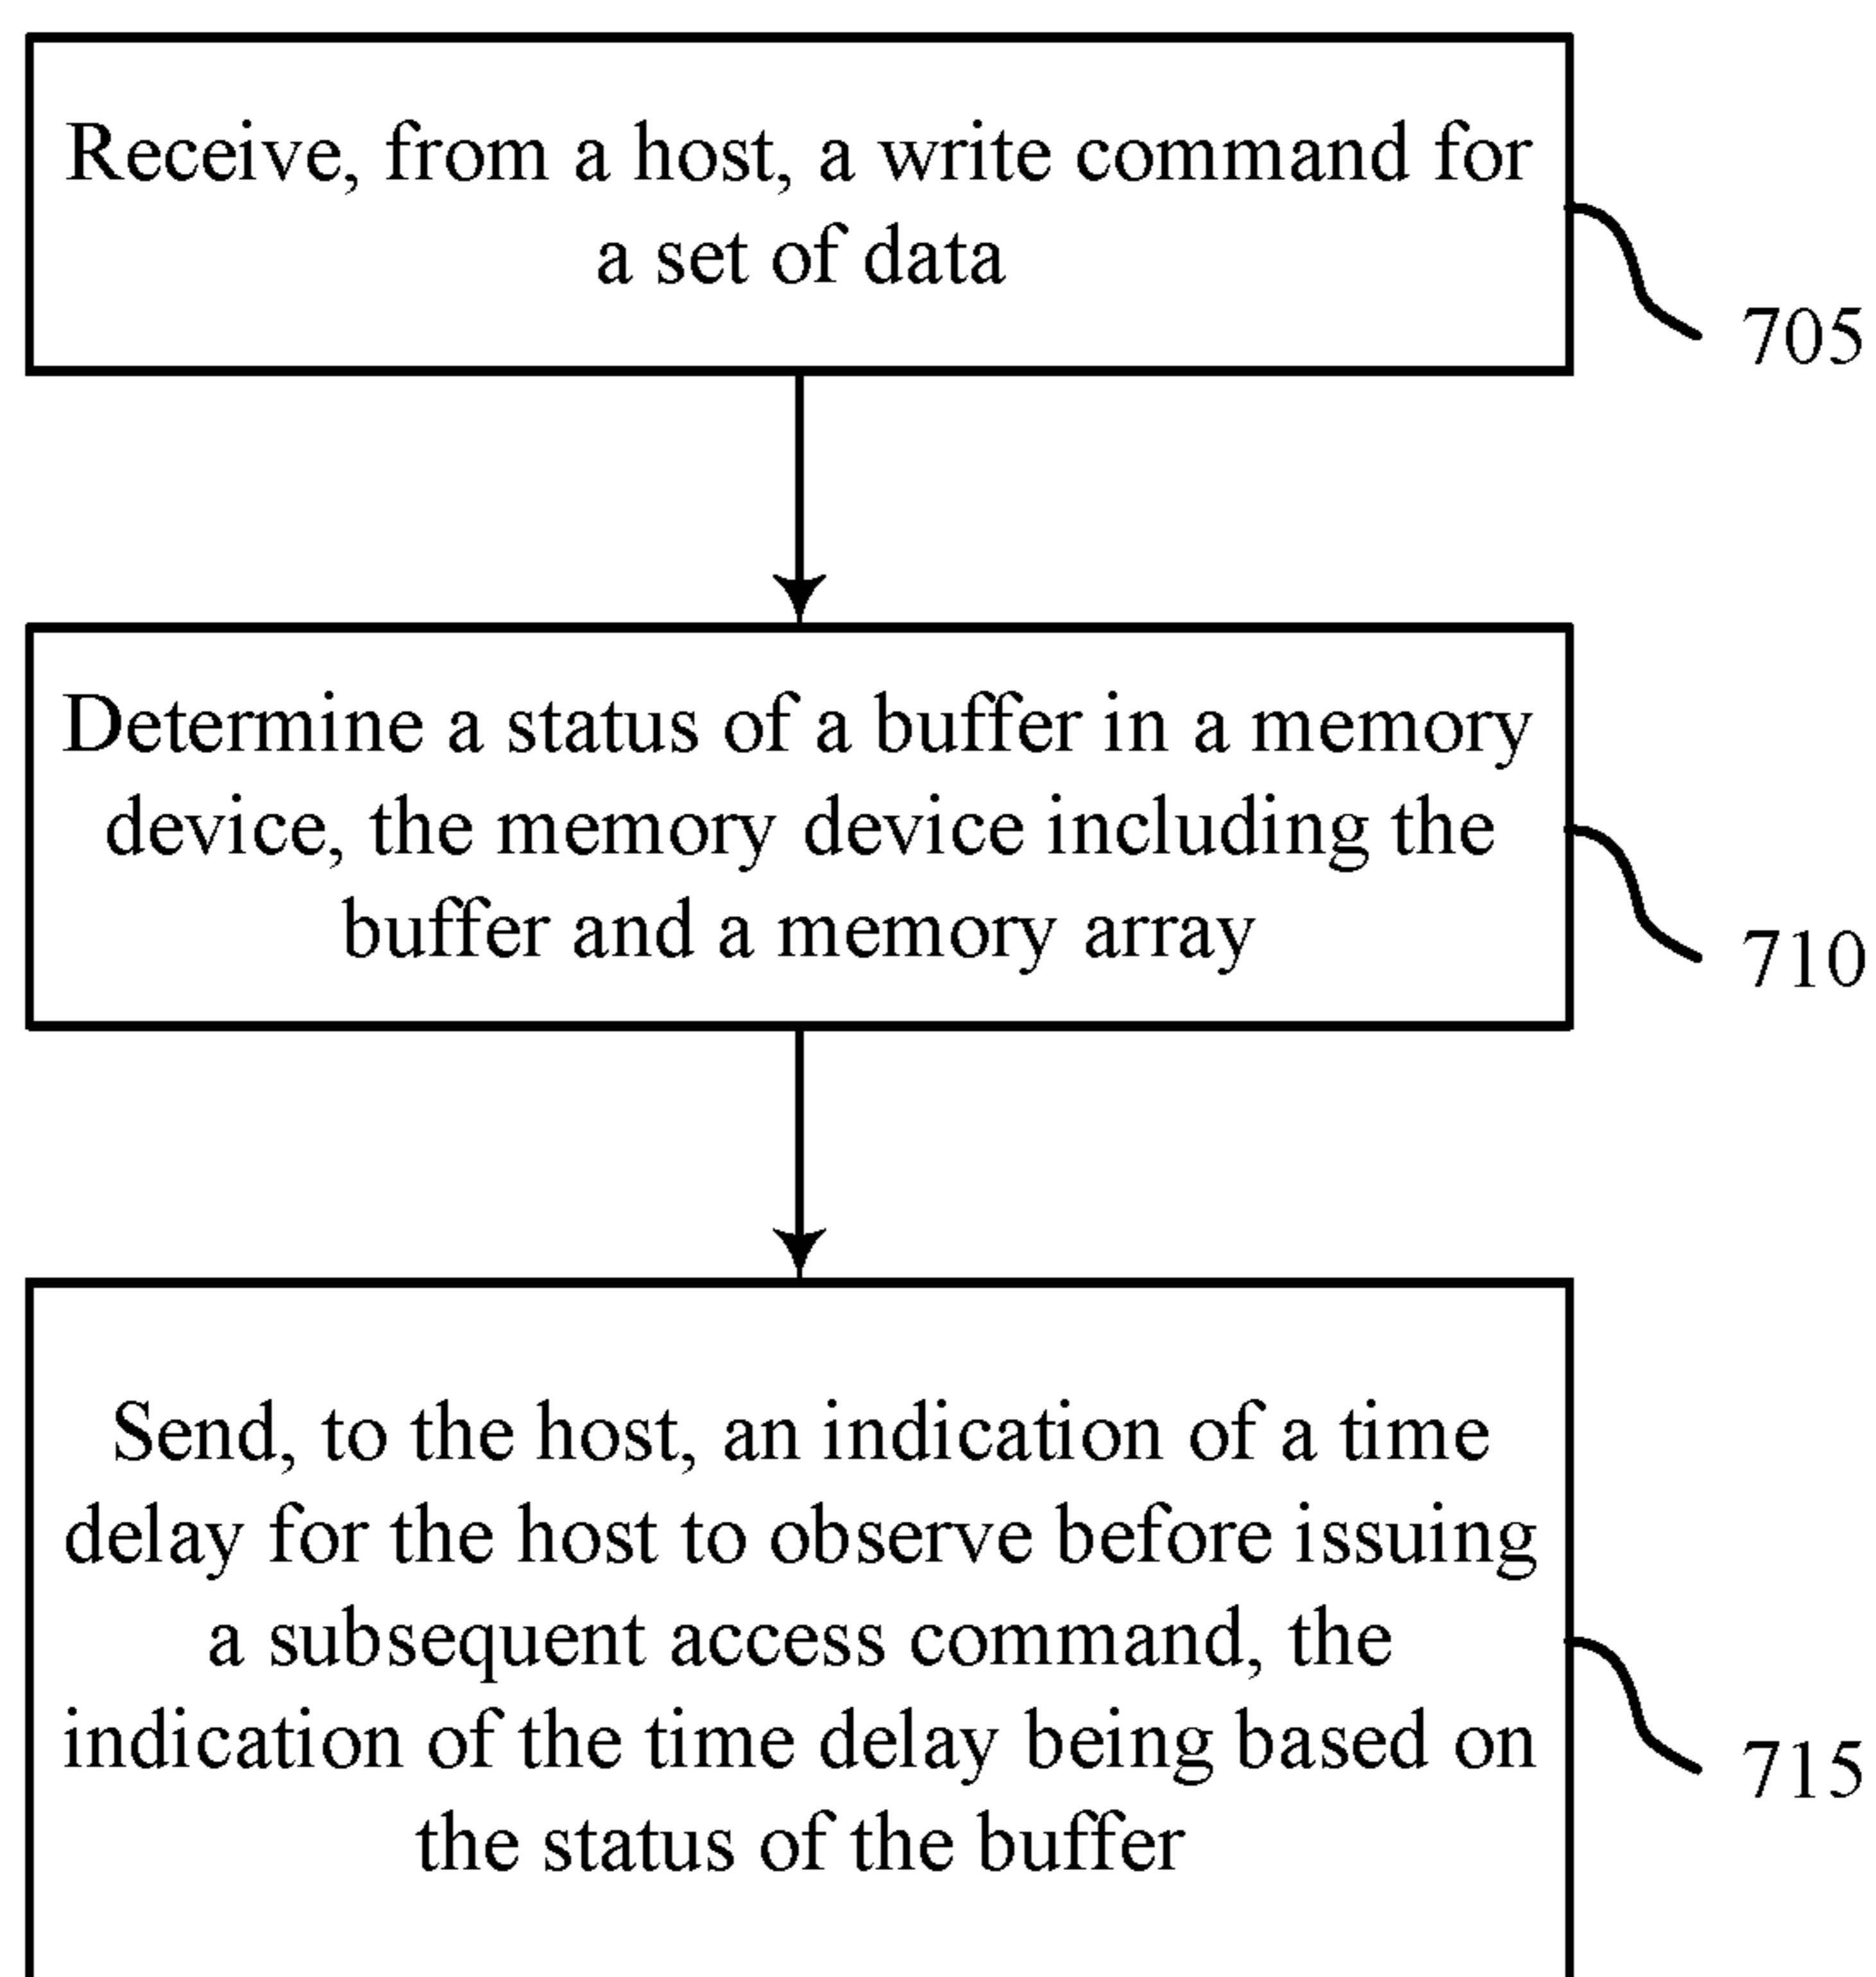 Receive, from a host, a write command for
a set of data
705
Determine a status of a buffer in a memory
device, the memory device including the
buffer and a memory array
710
Send, to the host, an indication of a time
delay for the host to observe before issuing
a subsequent access command, the
indication of the time delay being based on
the status of the buffer
715